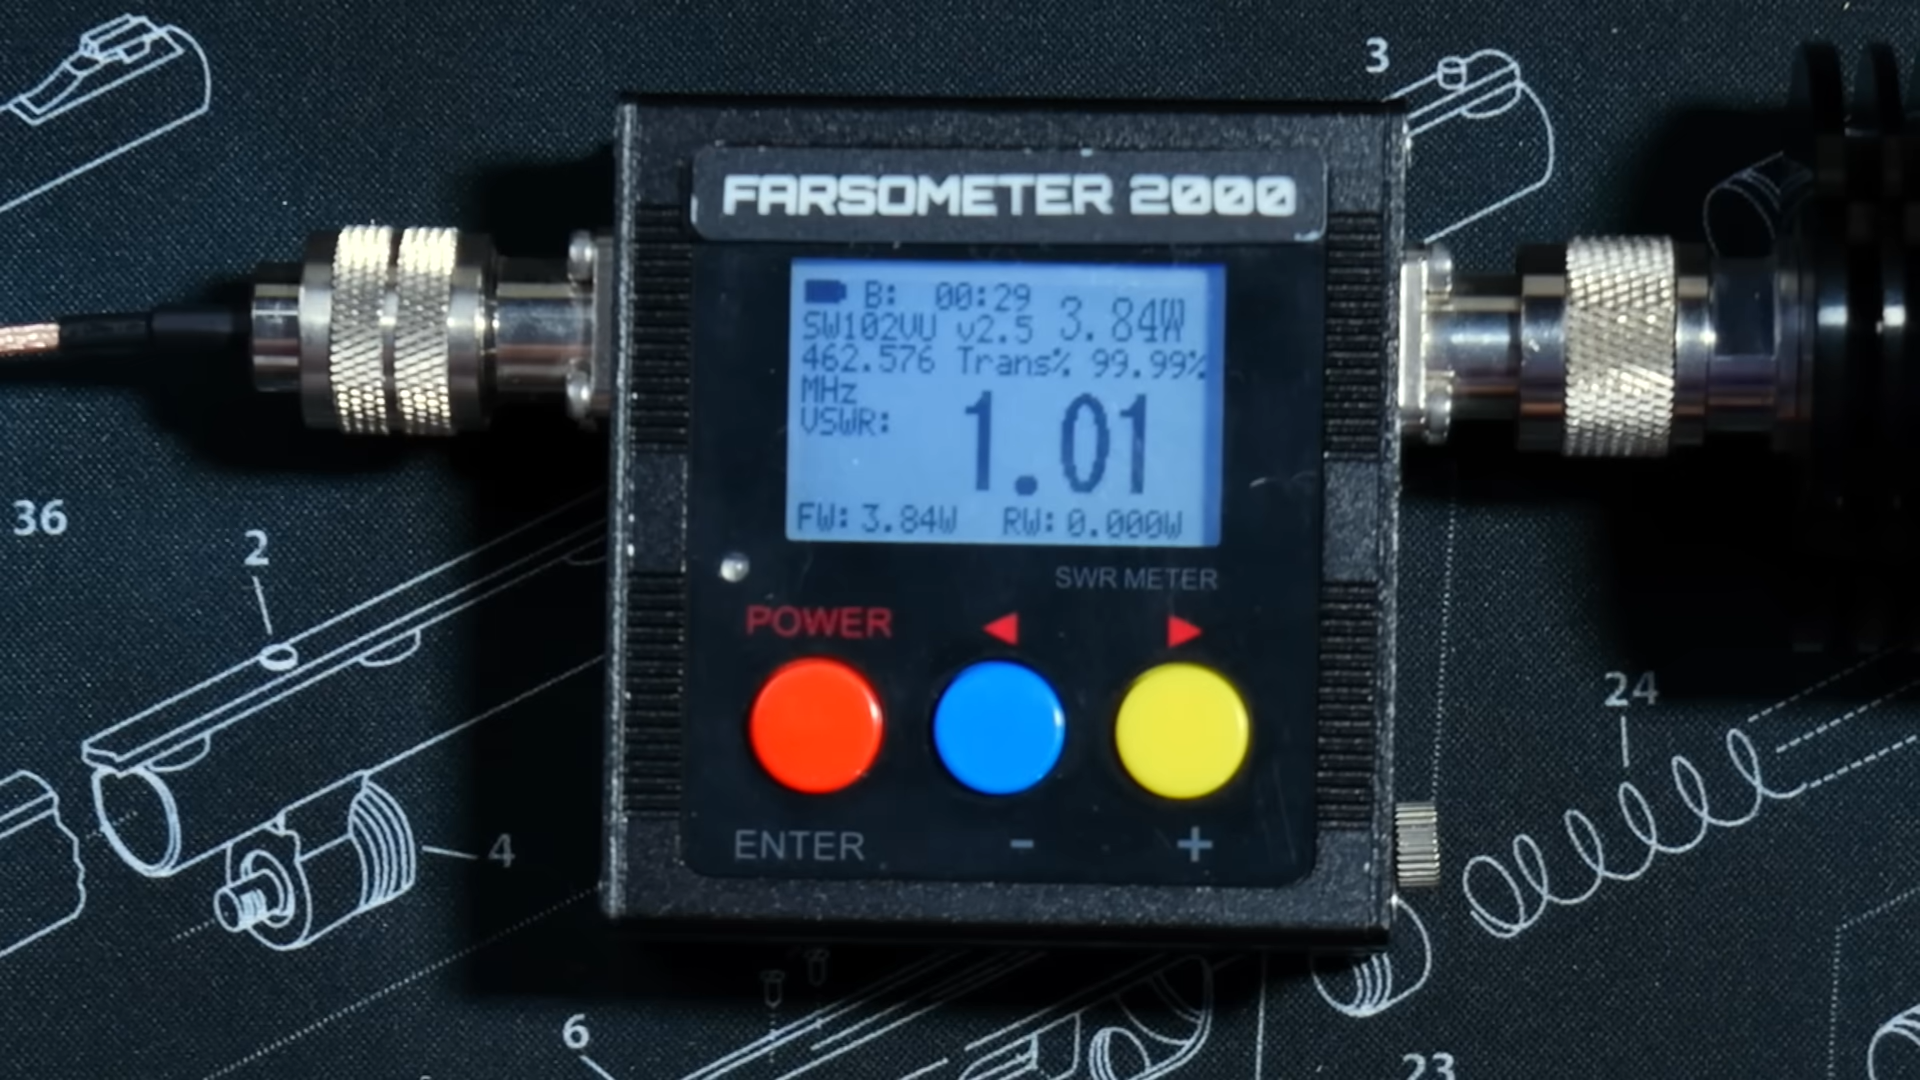 3
FARSOMETER 2000
B: 00:29 3.84W
SW102VU v2.5
462.576 Trans% 99.99%
MHz
VSWR: 1.01
FW: 3.84W RW: 0.000W
SWR METER
POWER
ENTER - +
36
2
4
24
6
23